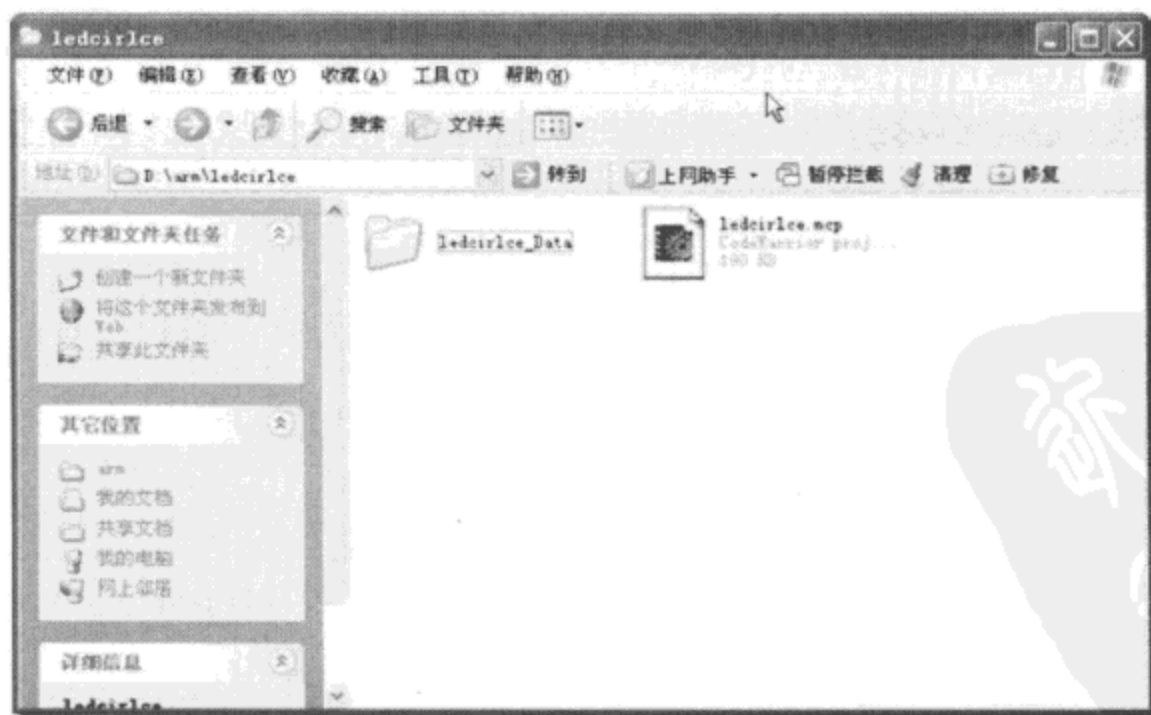 ledcirlce
文件(F) 编辑(E) 查看(V) 收藏(A) 工具(T) 帮助(H)
后退 搜索 文件夹
地址(D) D:\arm\ledcirlce 转到 上网助手 暂停拦截 清理 修复
文件和文件夹任务
创建一个新文件夹
将这个文件夹发布到
Web
共享此文件夹
其它位置
arm
我的文档
共享文档
我的电脑
网上邻居
详细信息
ledcirlce
ledcirlce_Data
ledcirlce.mcp
CodeWarrior proj...
190 KB